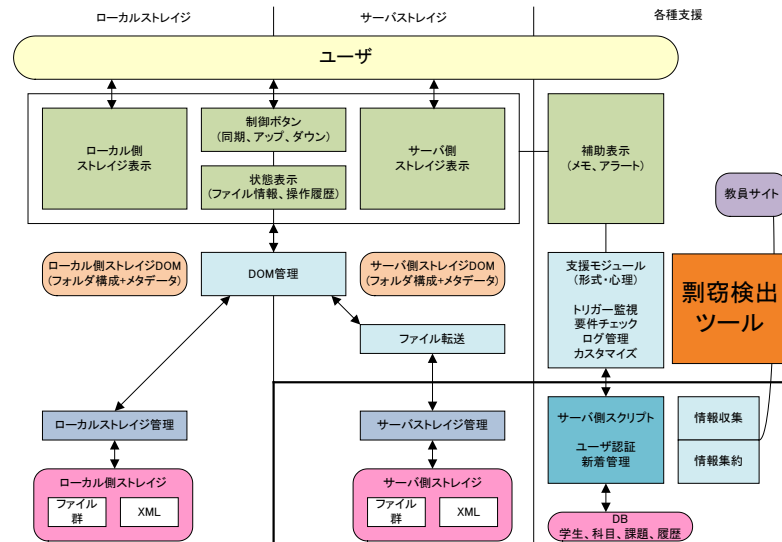 ローカルストレイジ
サーバストレイジ
各種支援
ユーザ
ローカル側
ストレイジ表示
制御ボタン
(同期、アップ、ダウン)
状態表示
(ファイル情報、操作履歴)
サーバ側
ストレイジ表示
補助表示
(メモ、アラート)
教員サイト
ローカル側ストレイジDOM
(フォルダ構成+メタデータ)
DOM管理
サーバ側ストレイジDOM
(フォルダ構成+メタデータ)
支援モジュール
(形式・心理)
トリガー監視
要件チェック
ログ管理
カスタマイズ
剽窃検出
ツール
ファイル転送
ローカルストレイジ管理
サーバストレイジ管理
サーバ側スクリプト
ユーザ認証
新着管理
情報収集
情報集約
ローカル側ストレイジ
ファイル
群
XML
サーバ側ストレイジ
ファイル
群
XML
DB
学生、科目、課題、履歴